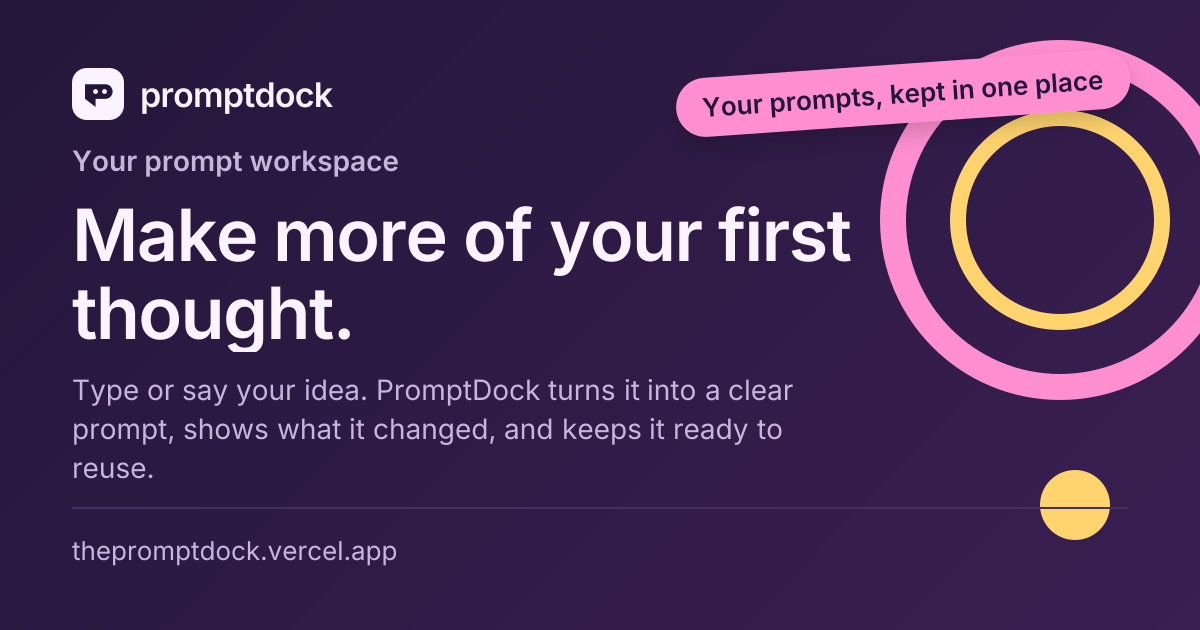 promptdock
Your prompts, kept in one place
Your prompt workspace
Make more of your first
thought.
Type or say your idea. PromptDock turns it into a clear
prompt, shows what it changed, and keeps it ready to
reuse.
thepromptdock.vercel.app